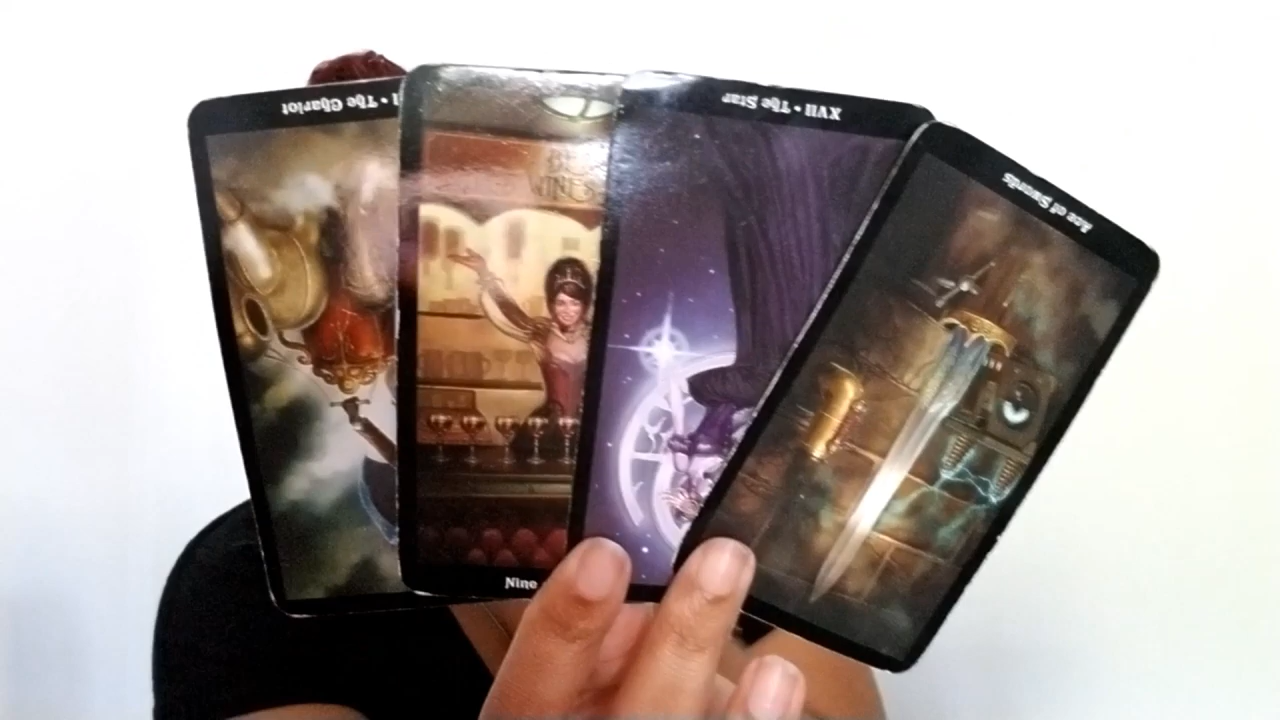 I • The Chariot
Nine
XVII • The Star
Ace of Swords